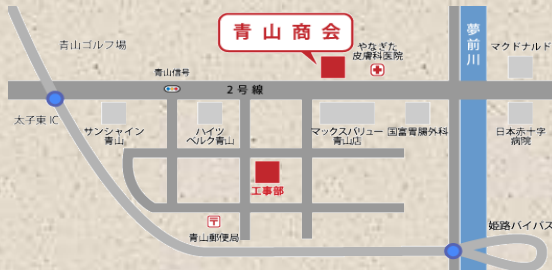 青山商会
青山ゴルフ場
やなぎた
皮膚科医院
夢前川
マクドナルド
青山信号
2号線
太子東IC
サンシャイン
青山
ハイツ
ベルク青山
マックスバリュー
青山店
国富胃腸外科
日本赤十字
病院
工事部
青山郵便局
姫路バイパス